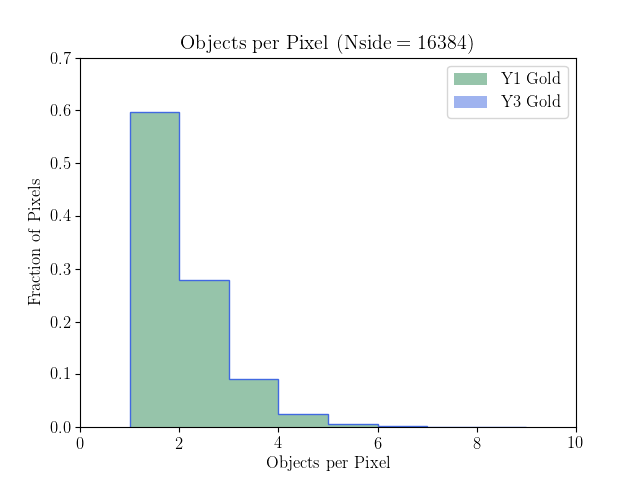 Objects per Pixel (Nside = 16384)
Y1 Gold
Y3 Gold
Fraction of Pixels
0.7
0.6
0.5
0.4
0.3
0.2
0.1
0.0
0 2 4 6 8 10
Objects per Pixel